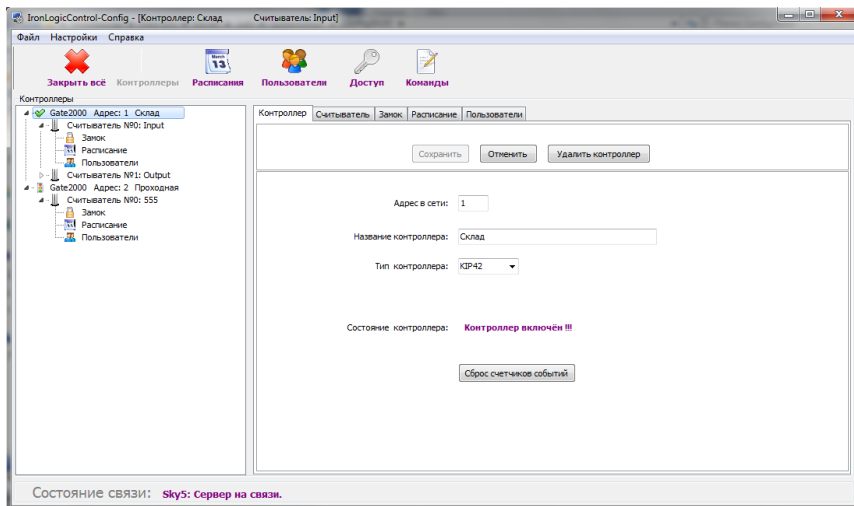 IronLogicControl-Config - [Контроллер: Склад Считыватель: Input]
Файл Настройки Справка
March
13
Закрыть всё Контроллеры Расписания Пользователи Доступ Команды
Контроллеры
Gate2000 Адрес: 1 Склад
Считыватель №0: Input
Замок
Расписание
Пользователи
Считыватель №1: Output
Gate2000 Адрес: 2 Проходная
Считыватель №0: 555
Замок
Расписание
Пользователи
Контроллер Считыватель Замок Расписание Пользователи
Сохранить Отменить Удалить контроллер
Адрес в сети: 1
Название контроллера: Склад
Тип контроллера: KIP42
Состояние контроллера: Контроллер включён !!!
Сброс счетчиков событий
Состояние связи: Sky5: Сервер на связи.